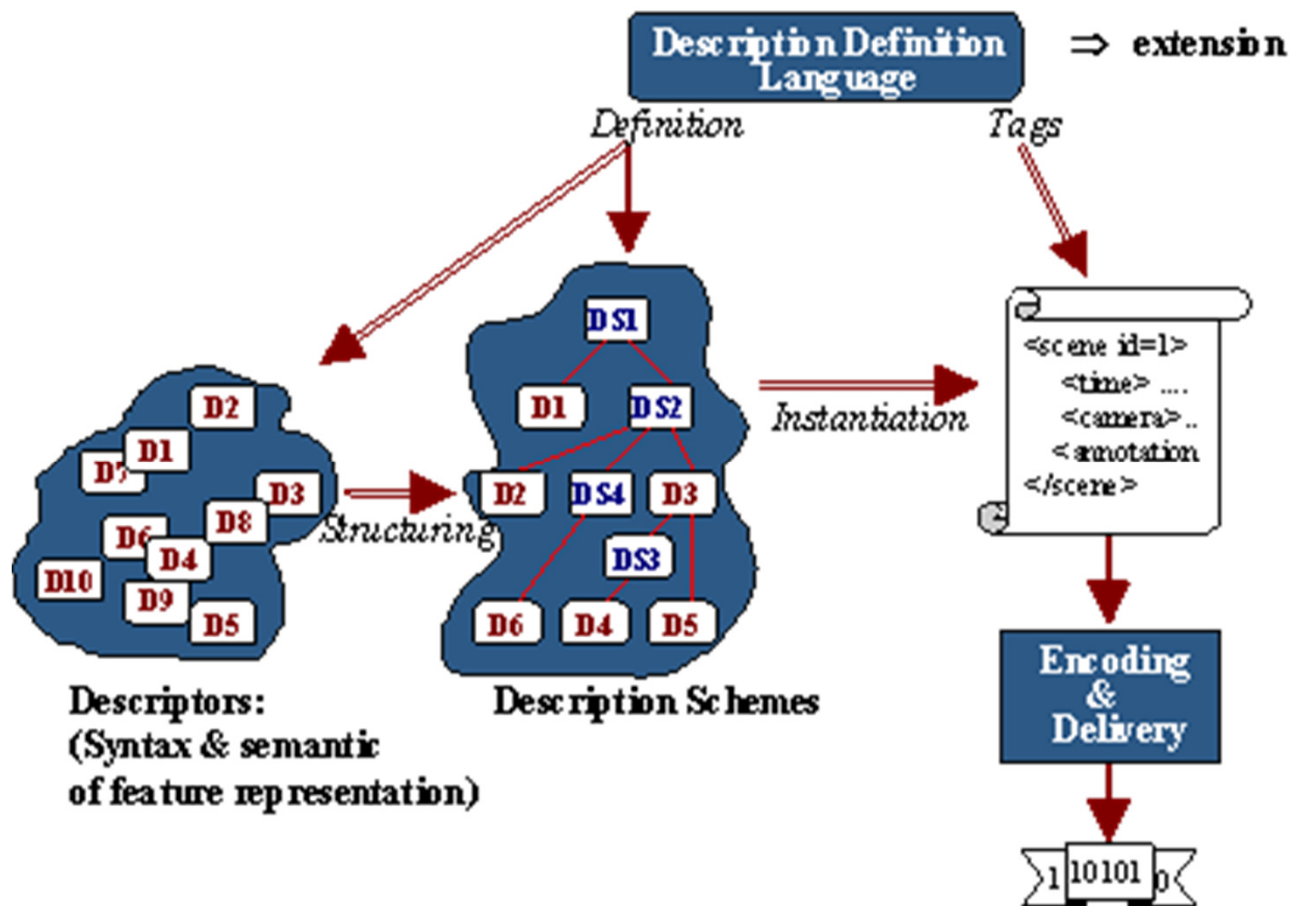 Description Definition
Language
⇒ extension
Definition
Tags
DS1
D1
DS2
D2
DS4
D3
DS3
D6
D4
D5
D2
D1
D7
D3
D8
D6
D4
D10
D9
D5
Structuring
Instantiation
<scene id=1>
<time> ....
<camera>..
<annotation
</scene>
Descriptors:
(Syntax & semantic
of feature representation)
Description Schemes
Encoding
&
Delivery
1 10101 0